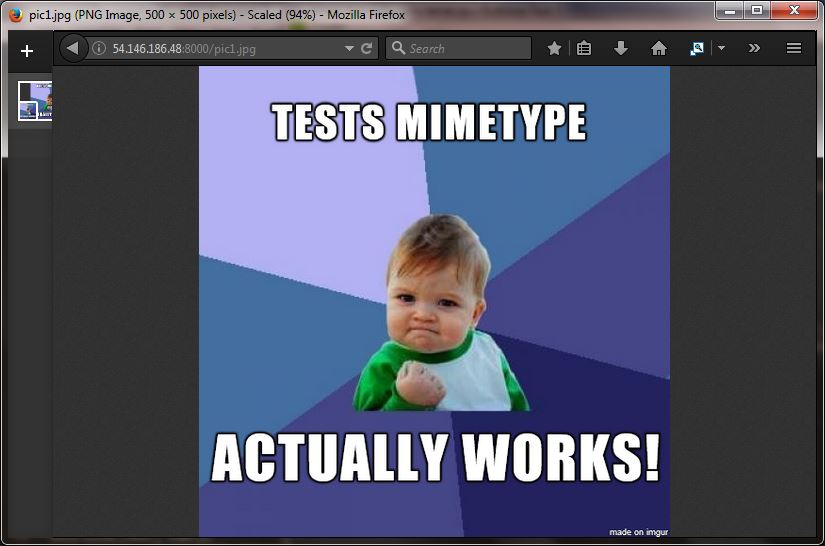 pic1.jpg (PNG Image, 500 × 500 pixels) - Scaled (94%) - Mozilla Firefox
54.146.186.48:8000/pic1.jpg
Search
TESTS MIMETYPE
ACTUALLY WORKS!
made on imgur